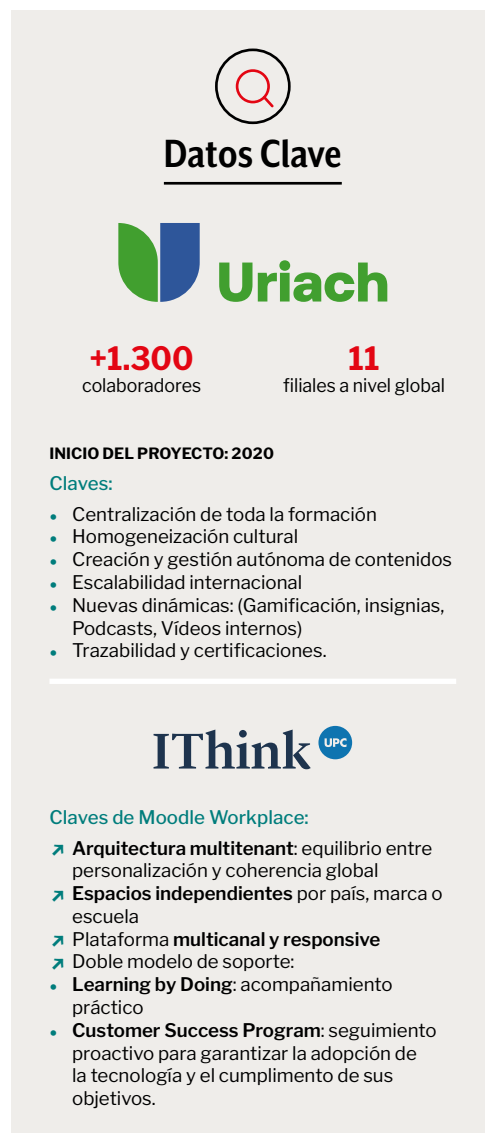 Datos Clave
Uriach
+1.300
colaboradores
11
filiales a nivel global
INICIO DEL PROYECTO: 2020
Claves:
• Centralización de toda la formación
• Homogeneización cultural
• Creación y gestión autónoma de contenidos
• Escalabilidad internacional
• Nuevas dinámicas: (Gamificación, insignias,
Podcasts, Vídeos internos)
• Trazabilidad y certificaciones.
IThink UPC
Claves de Moodle Workplace:
↗ Arquitectura multitenant: equilibrio entre
personalización y coherencia global
↗ Espacios independientes por país, marca o
escuela
↗ Plataforma multicanal y responsive
↗ Doble modelo de soporte:
• Learning by Doing: acompañamiento
práctico
• Customer Success Program: seguimiento
proactivo para garantizar la adopción de
la tecnología y el cumplimento de sus
objetivos.